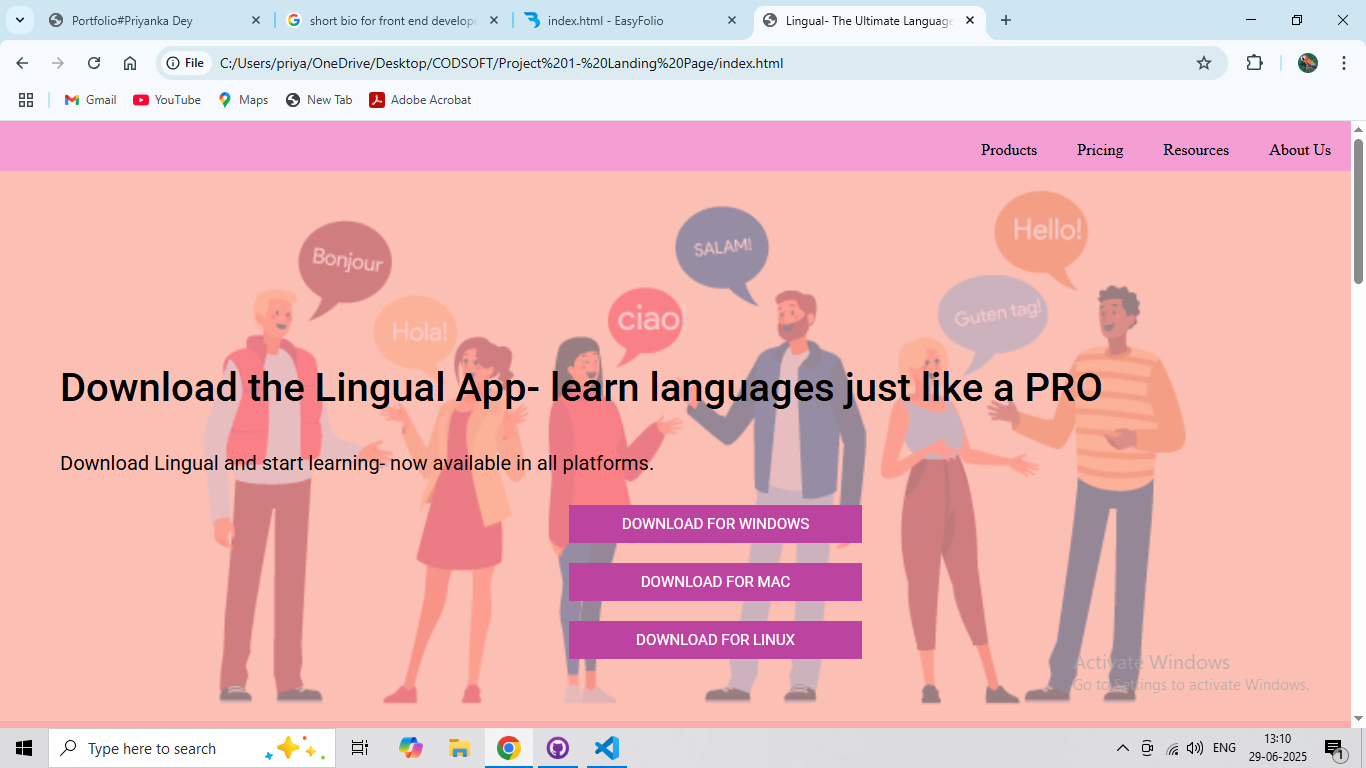 Portfolio#Priyanka Dey
short bio for front end develope
index.html - EasyFolio
Lingual- The Ultimate Language
File
C:/Users/priya/OneDrive/Desktop/CODSOFT/Project%201-%20Landing%20Page/index.html
Gmail
YouTube
Maps
New Tab
Adobe Acrobat
Products
Pricing
Resources
About Us
Bonjour
Hola!
ciao!
SALAM!
Guten tag!
Hello!
Download the Lingual App- learn languages just like a PRO
Download Lingual and start learning- now available in all platforms.
DOWNLOAD FOR WINDOWS
DOWNLOAD FOR MAC
DOWNLOAD FOR LINUX
Activate Windows
Go to Settings to activate Windows.
Type here to search
ENG
13:10
29-06-2025
1